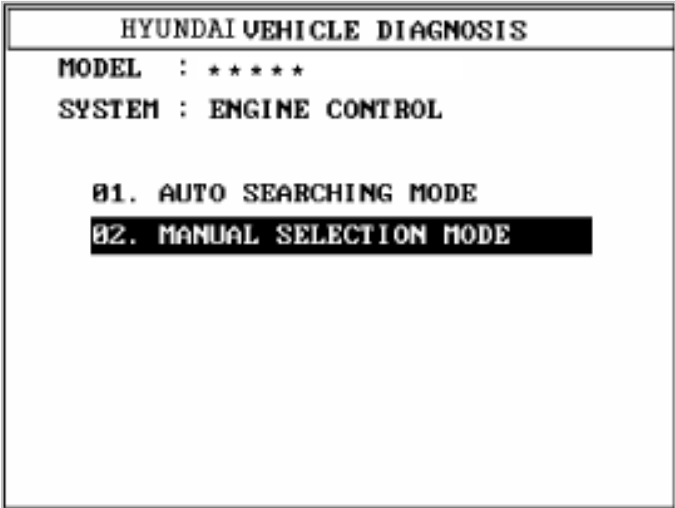 HYUNDAI VEHICLE DIAGNOSIS
MODEL : *****
SYSTEM : ENGINE CONTROL
01. AUTO SEARCHING MODE
02. MANUAL SELECTION MODE